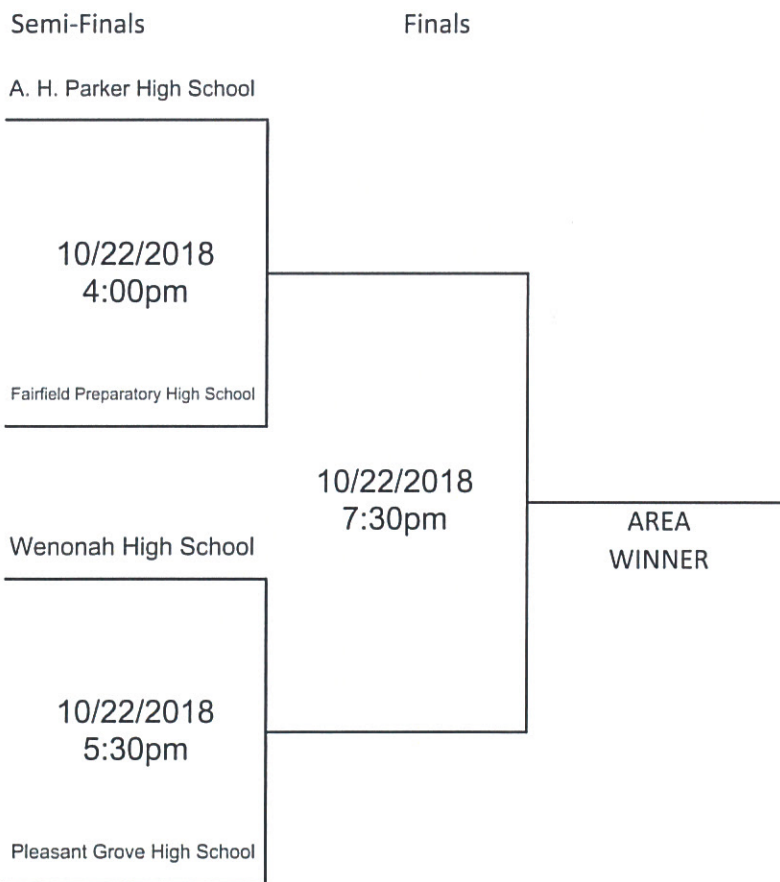 Semi-Finals
Finals
A. H. Parker High School
10/22/2018
4:00pm
Fairfield Preparatory High School
10/22/2018
7:30pm
AREA
WINNER
Wenonah High School
10/22/2018
5:30pm
Pleasant Grove High School